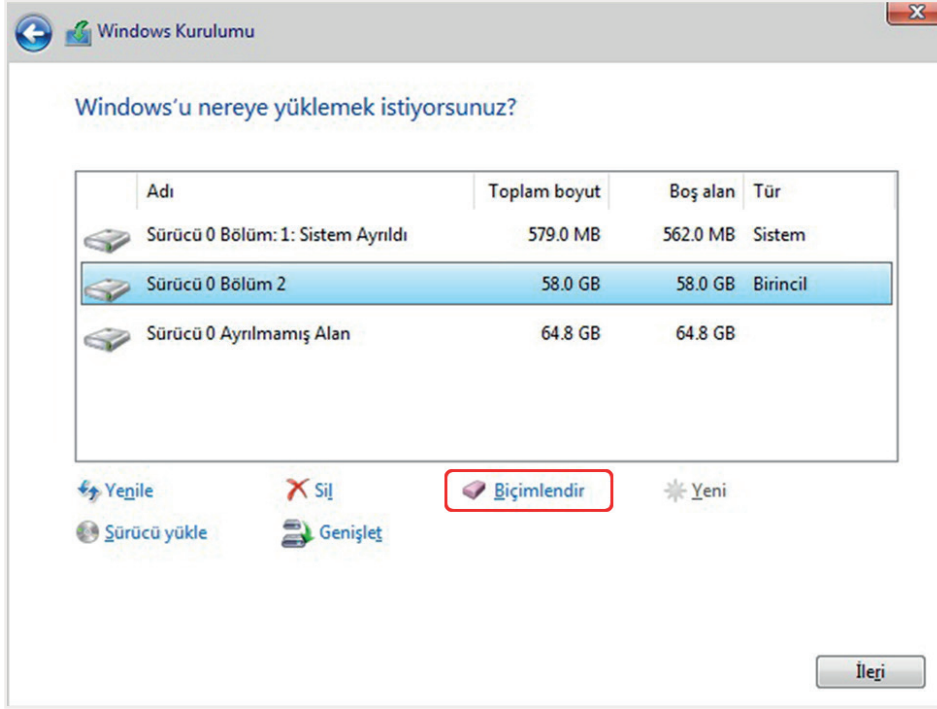 Windows Kurulumu
Windows'u nereye yüklemek istiyorsunuz?
Adı Toplam boyut Boş alan Tür
Sürücü 0 Bölüm: 1: Sistem Ayrıldı 579.0 MB 562.0 MB Sistem
Sürücü 0 Bölüm 2 58.0 GB 58.0 GB Birincil
Sürücü 0 Ayrılmamış Alan 64.8 GB 64.8 GB
Yenile Sil Biçimlendir Yeni
Sürücü yükle Genişlet
İleri